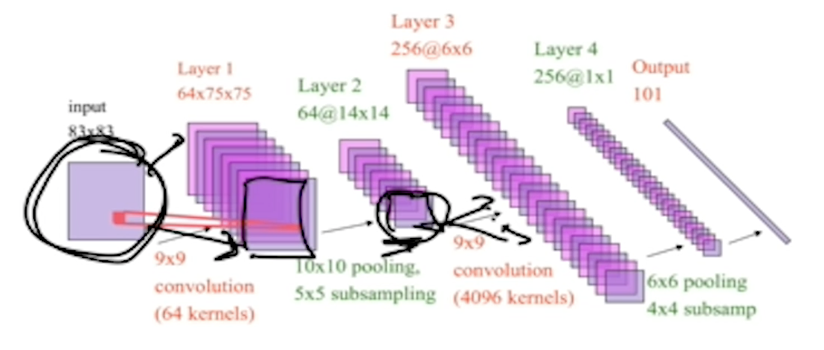 input
83x83
Layer 1
64x75x75
Layer 2
64@14x14
Layer 3
256@6x6
Layer 4
256@1x1
Output
101
9x9
convolution
(64 kernels)
10x10 pooling,
5x5 subsampling
9x9
convolution
(4096 kernels)
6x6 pooling
4x4 subsamp